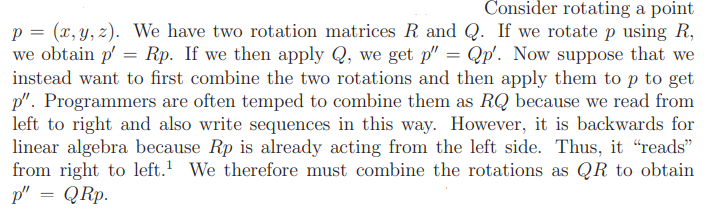 Consider rotating a point
p = (x, y, z). We have two rotation matrices R and Q. If we rotate p using R,
we obtain p′ = Rp. If we then apply Q, we get p″ = Qp′. Now suppose that we
instead want to first combine the two rotations and then apply them to p to get
p″. Programmers are often temped to combine them as RQ because we read from
left to right and also write sequences in this way. However, it is backwards for
linear algebra because Rp is already acting from the left side. Thus, it “reads”
from right to left.¹ We therefore must combine the rotations as QR to obtain
p″ = QRp.